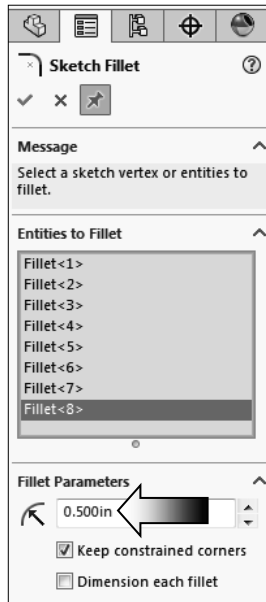 Sketch Fillet
Message
Select a sketch vertex or entities to
fillet.
Entities to Fillet
Fillet<1>
Fillet<2>
Fillet<3>
Fillet<4>
Fillet<5>
Fillet<6>
Fillet<7>
Fillet<8>
Fillet Parameters
0.500in
Keep constrained corners
Dimension each fillet